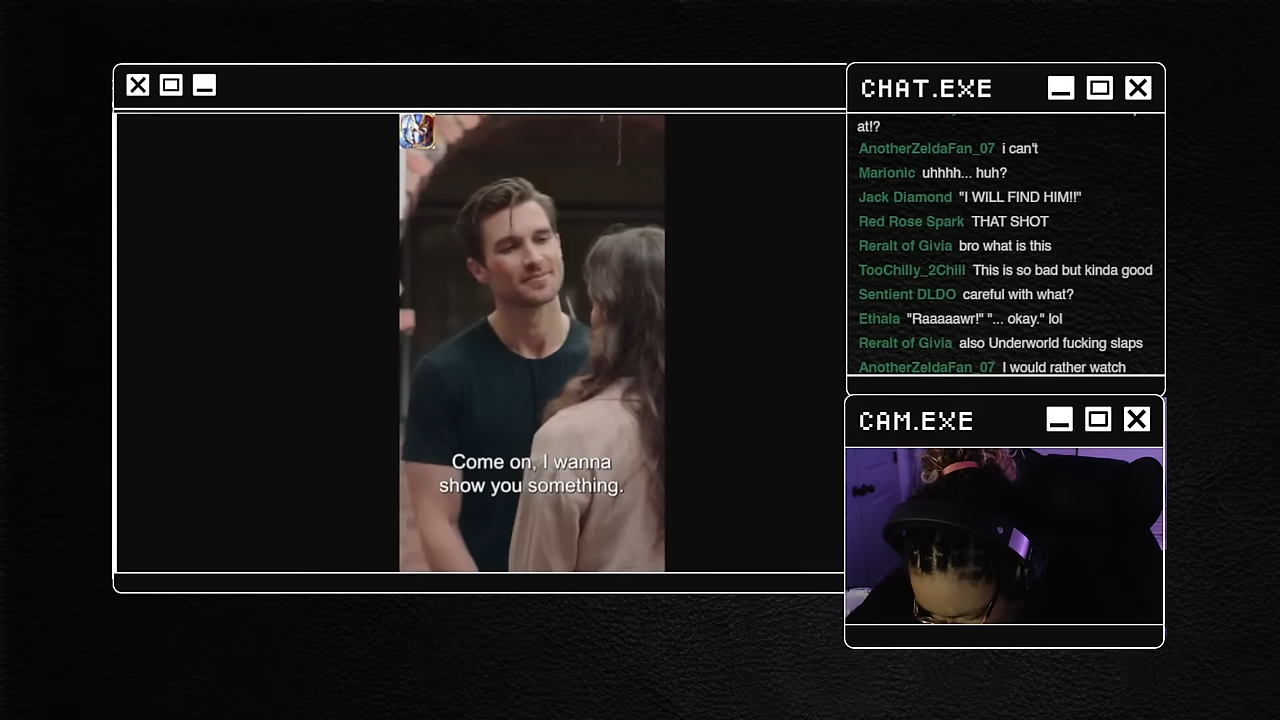 Come on, I wanna
show you something.
CHAT.EXE
at!?
AnotherZeldaFan_07 i can't
Marionic uhhhh... huh?
Jack Diamond "I WILL FIND HIM!!"
Red Rose Spark THAT SHOT
Reralt of Givia bro what is this
TooChilly_2Chill This is so bad but kinda good
Sentient DLDO careful with what?
Ethala "Raaaaawr!" "... okay." lol
Reralt of Givia also Underworld fucking slaps
AnotherZeldaFan_07 I would rather watch
CAM.EXE